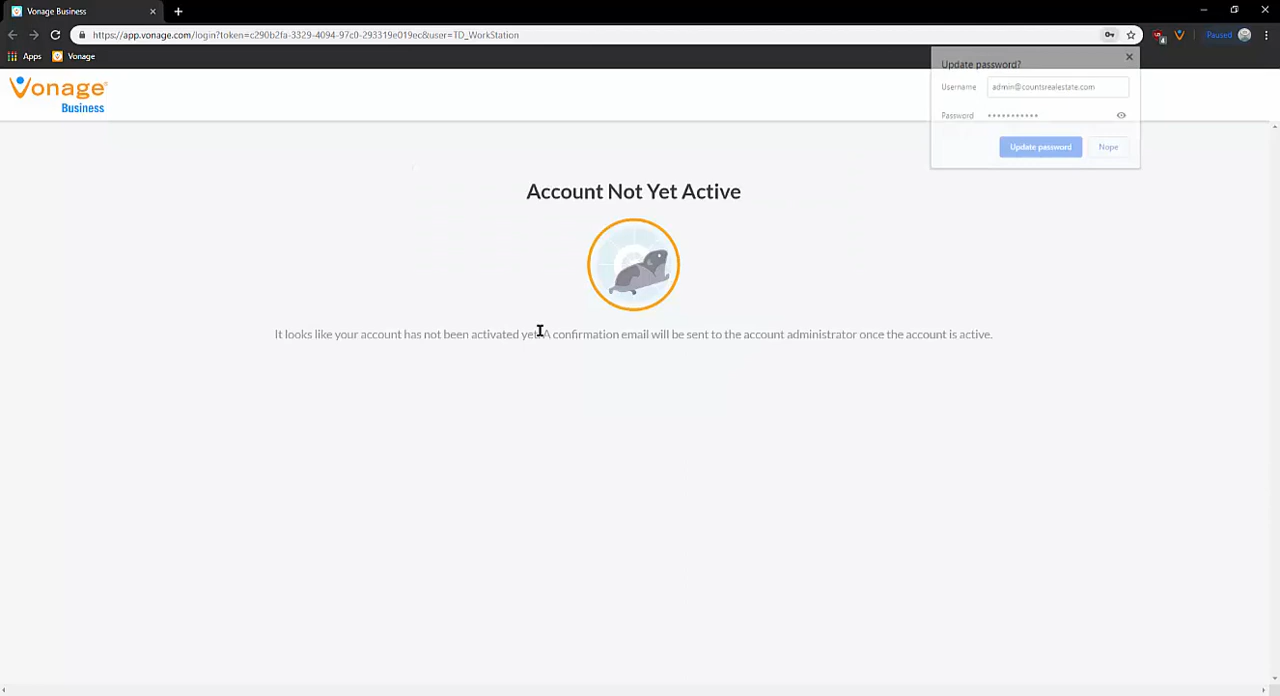 Vonage Business
https://app.vonage.com/login?token=c290b2fa-3329-4094-97c0-293319e019ec&user=TD_WorkStation
4
Paused
Apps
Vonage
Vonage
Business
Update password?
Username admin@countsrealestate.com
Password •••••••••••
Update password Nope
Account Not Yet Active
It looks like your account has not been activated yet. A confirmation email will be sent to the account administrator once the account is active.